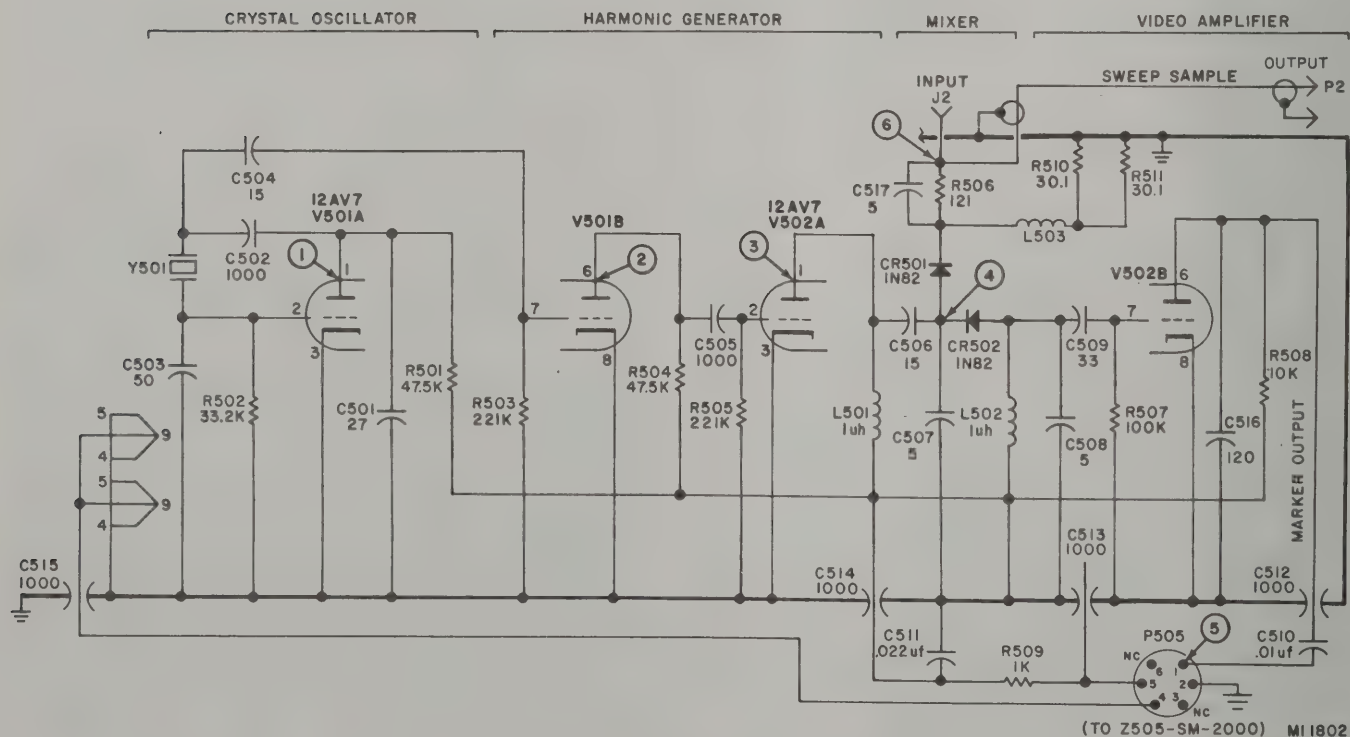 CRYSTAL OSCILLATOR
HARMONIC GENERATOR
MIXER
VIDEO AMPLIFIER
INPUT
J2
SWEEP SAMPLE
OUTPUT
P2
6
C504
15
C502
1000
12AV7
V501A
1
1
2
3
Y501
C503
50
R502
33.2K
C501
27
R501
47.5K
V501B
2
6
7
8
R503
221K
R504
47.5K
C505
1000
R505
221K
12AV7
V502A
3
1
2
3
C517
5
R506
121
L503
R510
30.1
R511
30.1
CR501
1N82
4
C506
15
CR502
1N82
C509
33
L501
1uh
C507
5
L502
1uh
C508
5
R507
100K
V502B
6
7
8
C516
120
R508
10K
MARKER OUTPUT
5
9
4
5
9
4
C515
1000
C514
1000
C513
1000
C512
1000
C511
.022uf
R509
1K
P505
5
C510
.01uf
NC
6
1
5
2
4
3
NC
(TO Z505-SM-2000)
MI1802